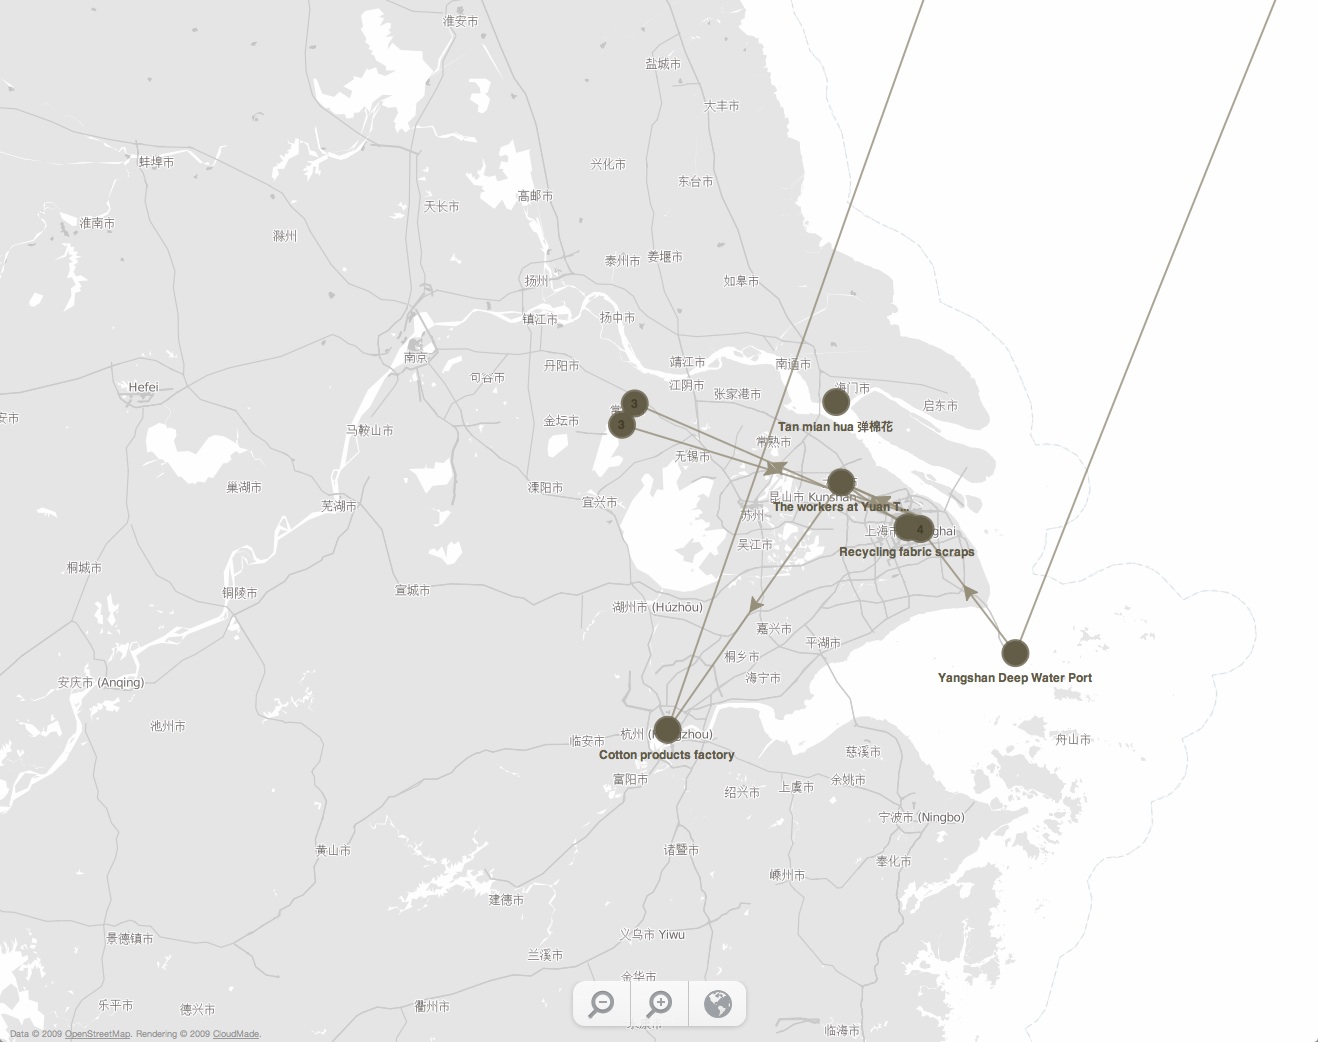 淮安市
盐城市
大丰市
蚌埠市
兴化市
东台市
高邮市
天长市
淮南市
滁州
泰州市
姜堰市
扬州
如皋市
镇江市
扬中市
南京
丹阳市
靖江市
南通市
句容市
江阴市
张家港市
海门市
启东市
Hefei
安市
3
3
金坛市
马鞍山市
Tan mian hua 弹棉花
常熟市
无锡市
巢湖市
溧阳市
宜兴市
昆山市 Kunshan
芜湖市
The workers at Yuan T...
苏州
上海市
4
ghai
吴江市
Recycling fabric scraps
桐城市
铜陵市
宣城市
湖州市 (Húzhōu)
嘉兴市
平湖市
桐乡市
海宁市
Yangshan Deep Water Port
安庆市 (Anqing)
池州市
临安市
杭州 (
zhou)
舟山市
Cotton products factory
慈溪市
富阳市
绍兴市
上虞市
余姚市
宁波市 (Ningbo)
黄山市
诸暨市
奉化市
嵊州市
建德市
景德镇市
义乌市 Yiwu
兰溪市
金华市
乐平市
德兴市
衢州市
临海市
Data © 2009 OpenStreetMap. Rendering © 2009 CloudMade.